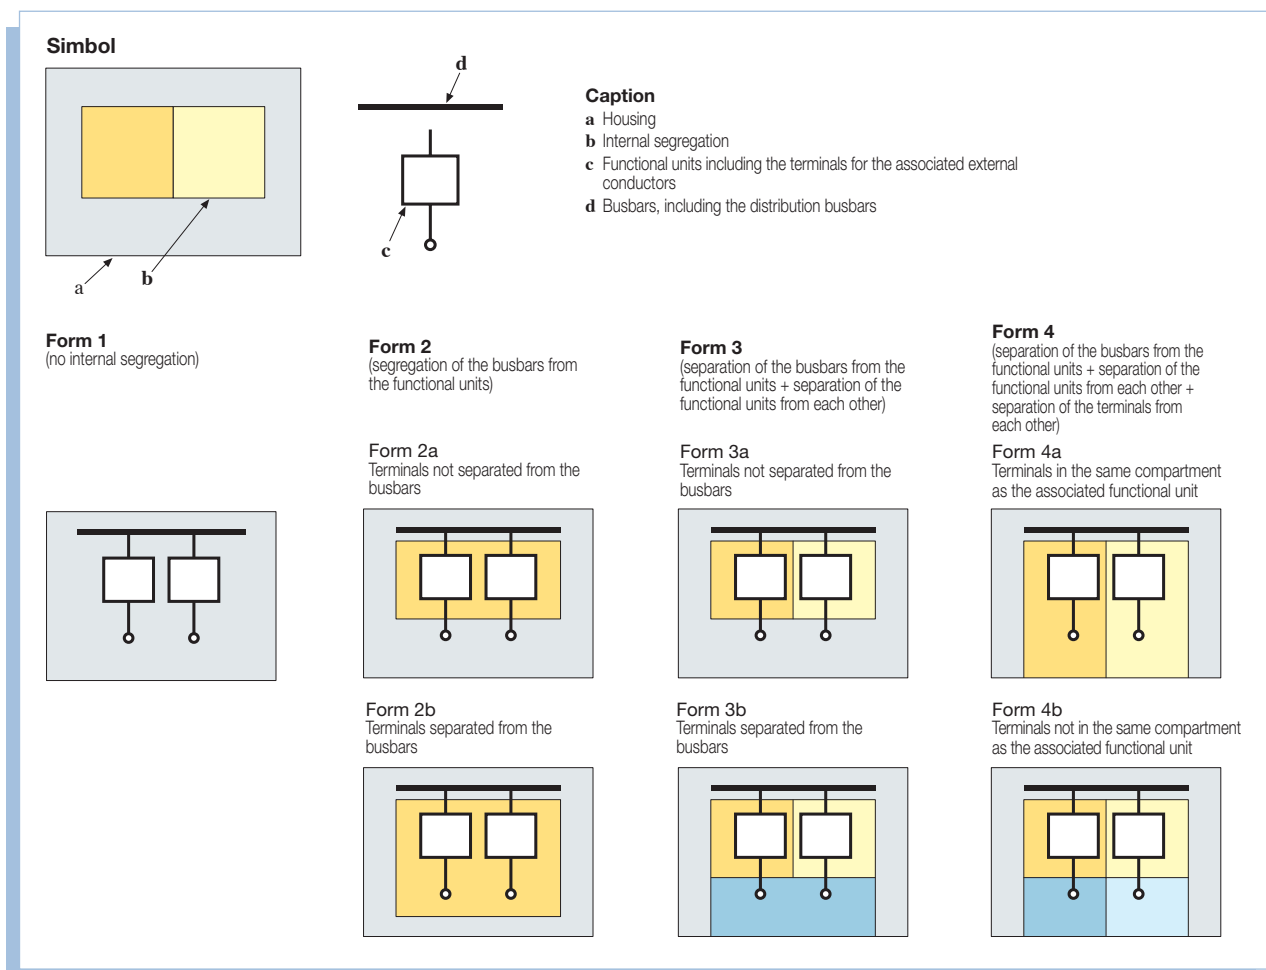 Simbol
d
Caption
a Housing
b Internal segregation
c Functional units including the terminals for the associated external
conductors
d Busbars, including the distribution busbars
c
b
a
Form 1
(no internal segregation)
Form 2
(segregation of the busbars from
the functional units)
Form 3
(separation of the busbars from the
functional units + separation of the
functional units from each other)
Form 4
(separation of the busbars from the
functional units + separation of the
functional units from each other +
separation of the terminals from
each other)
Form 2a
Terminals not separated from the
busbars
Form 3a
Terminals not separated from the
busbars
Form 4a
Terminals in the same compartment
as the associated functional unit
Form 2b
Terminals separated from the
busbars
Form 3b
Terminals separated from the
busbars
Form 4b
Terminals not in the same compartment
as the associated functional unit